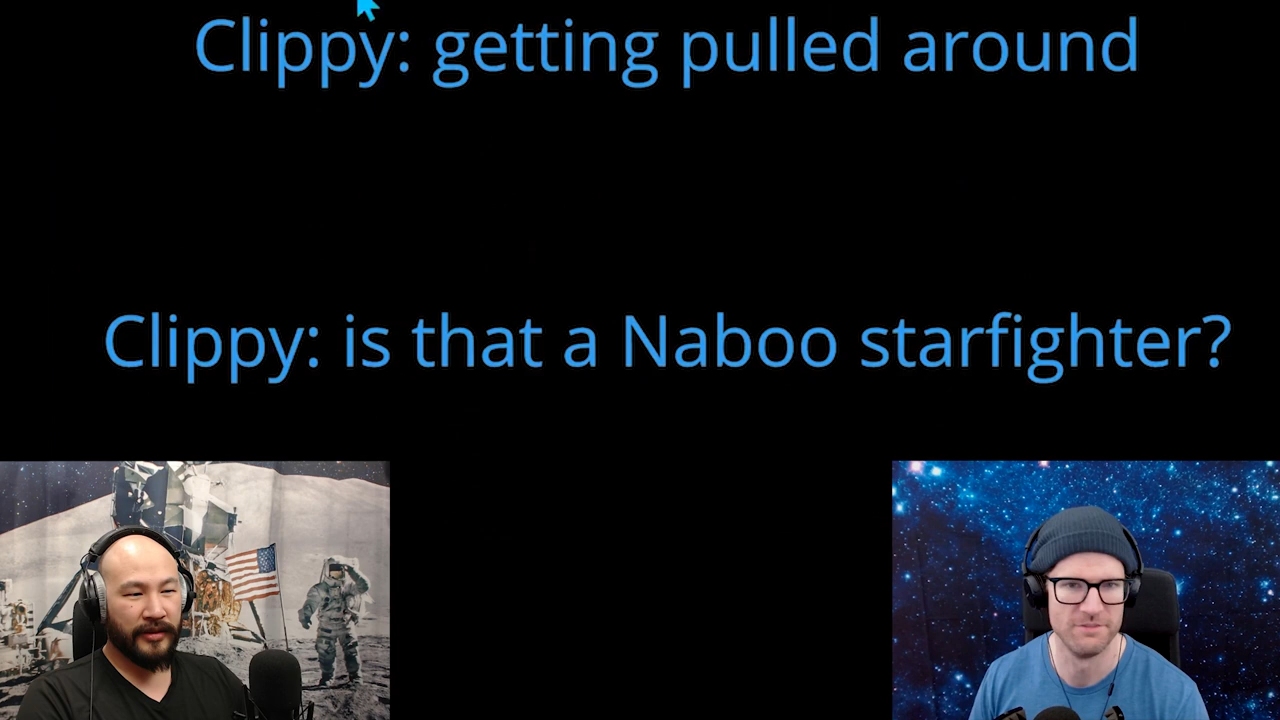 Clippy: getting pulled around
Clippy: is that a Naboo starfighter?